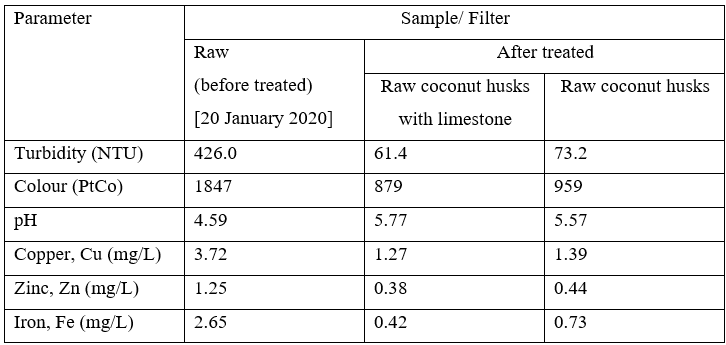 Parameter Sample/ Filter
Raw After treated
(before treated) Raw coconut husks Raw coconut husks
[20 January 2020] with limestone
Turbidity (NTU) 426.0 61.4 73.2
Colour (PtCo) 1847 879 959
pH 4.59 5.77 5.57
Copper, Cu (mg/L) 3.72 1.27 1.39
Zinc, Zn (mg/L) 1.25 0.38 0.44
Iron, Fe (mg/L) 2.65 0.42 0.73